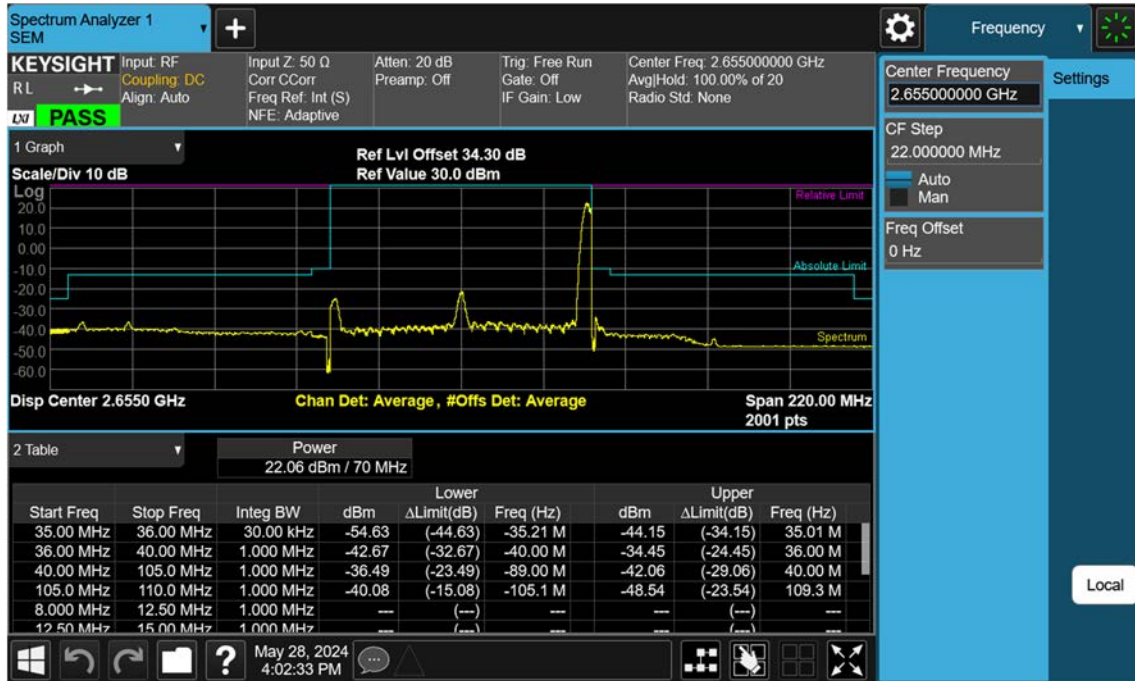 Spectrum Analyzer 1
SEM
+
Frequency
KEYSIGHT
RL
LXI PASS
Input: RF
Coupling: DC
Align: Auto
Input Z: 50 Ω
Corr CCorr
Freq Ref: Int (S)
NFE: Adaptive
Atten: 20 dB
Preamp: Off
Trig: Free Run
Gate: Off
IF Gain: Low
Center Freq: 2.655000000 GHz
Avg|Hold: 100.00% of 20
Radio Std: None
Center Frequency
2.655000000 GHz
Settings
CF Step
22.000000 MHz
Auto
Man
Freq Offset
0 Hz
Local
1 Graph
Ref Lvl Offset 34.30 dB
Scale/Div 10 dB Ref Value 30.0 dBm
Log
20.0
10.0
0.00
-10.0
-20.0
-30.0
-40.0
-50.0
-60.0
Relative Limit
Absolute Limit
Spectrum
Disp Center 2.6550 GHz Chan Det: Average, #Offs Det: Average Span 220.00 MHz
2001 pts
2 Table
Power
22.06 dBm / 70 MHz
Lower Upper
Start Freq Stop Freq Integ BW dBm ΔLimit(dB) Freq (Hz) dBm ΔLimit(dB) Freq (Hz)
35.00 MHz 36.00 MHz 30.00 kHz -54.63 (-44.63) -35.21 M -44.15 (-34.15) 35.01 M
36.00 MHz 40.00 MHz 1.000 MHz -42.67 (-32.67) -40.00 M -34.45 (-24.45) 36.00 M
40.00 MHz 105.0 MHz 1.000 MHz -36.49 (-23.49) -89.00 M -42.06 (-29.06) 40.00 M
105.0 MHz 110.0 MHz 1.000 MHz -40.08 (-15.08) -105.1 M -48.54 (-23.54) 109.3 M
8.000 MHz 12.50 MHz 1.000 MHz --- (---) --- --- (---) ---
12.50 MHz 15.00 MHz 1.000 MHz --- (---) --- --- (---) ---
?
May 28, 2024
4:02:33 PM